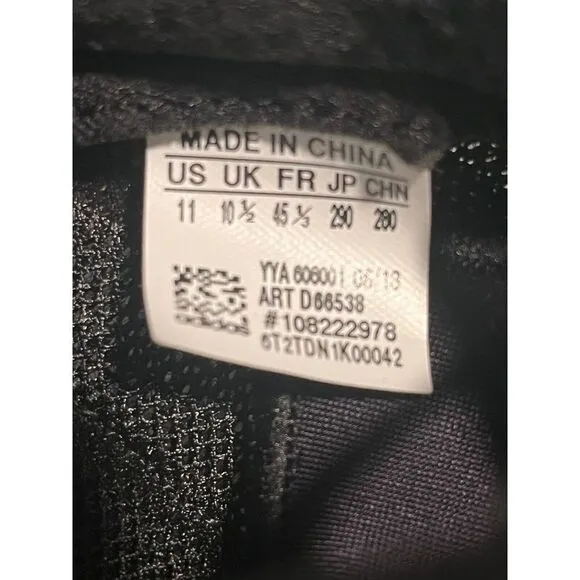 MADE IN CHINA
US UK FR JP CHN
11 10½ 45⅓ 290 280
YYA 606001 06/13
ART D66538
#108222978
6T2TDN1K00042